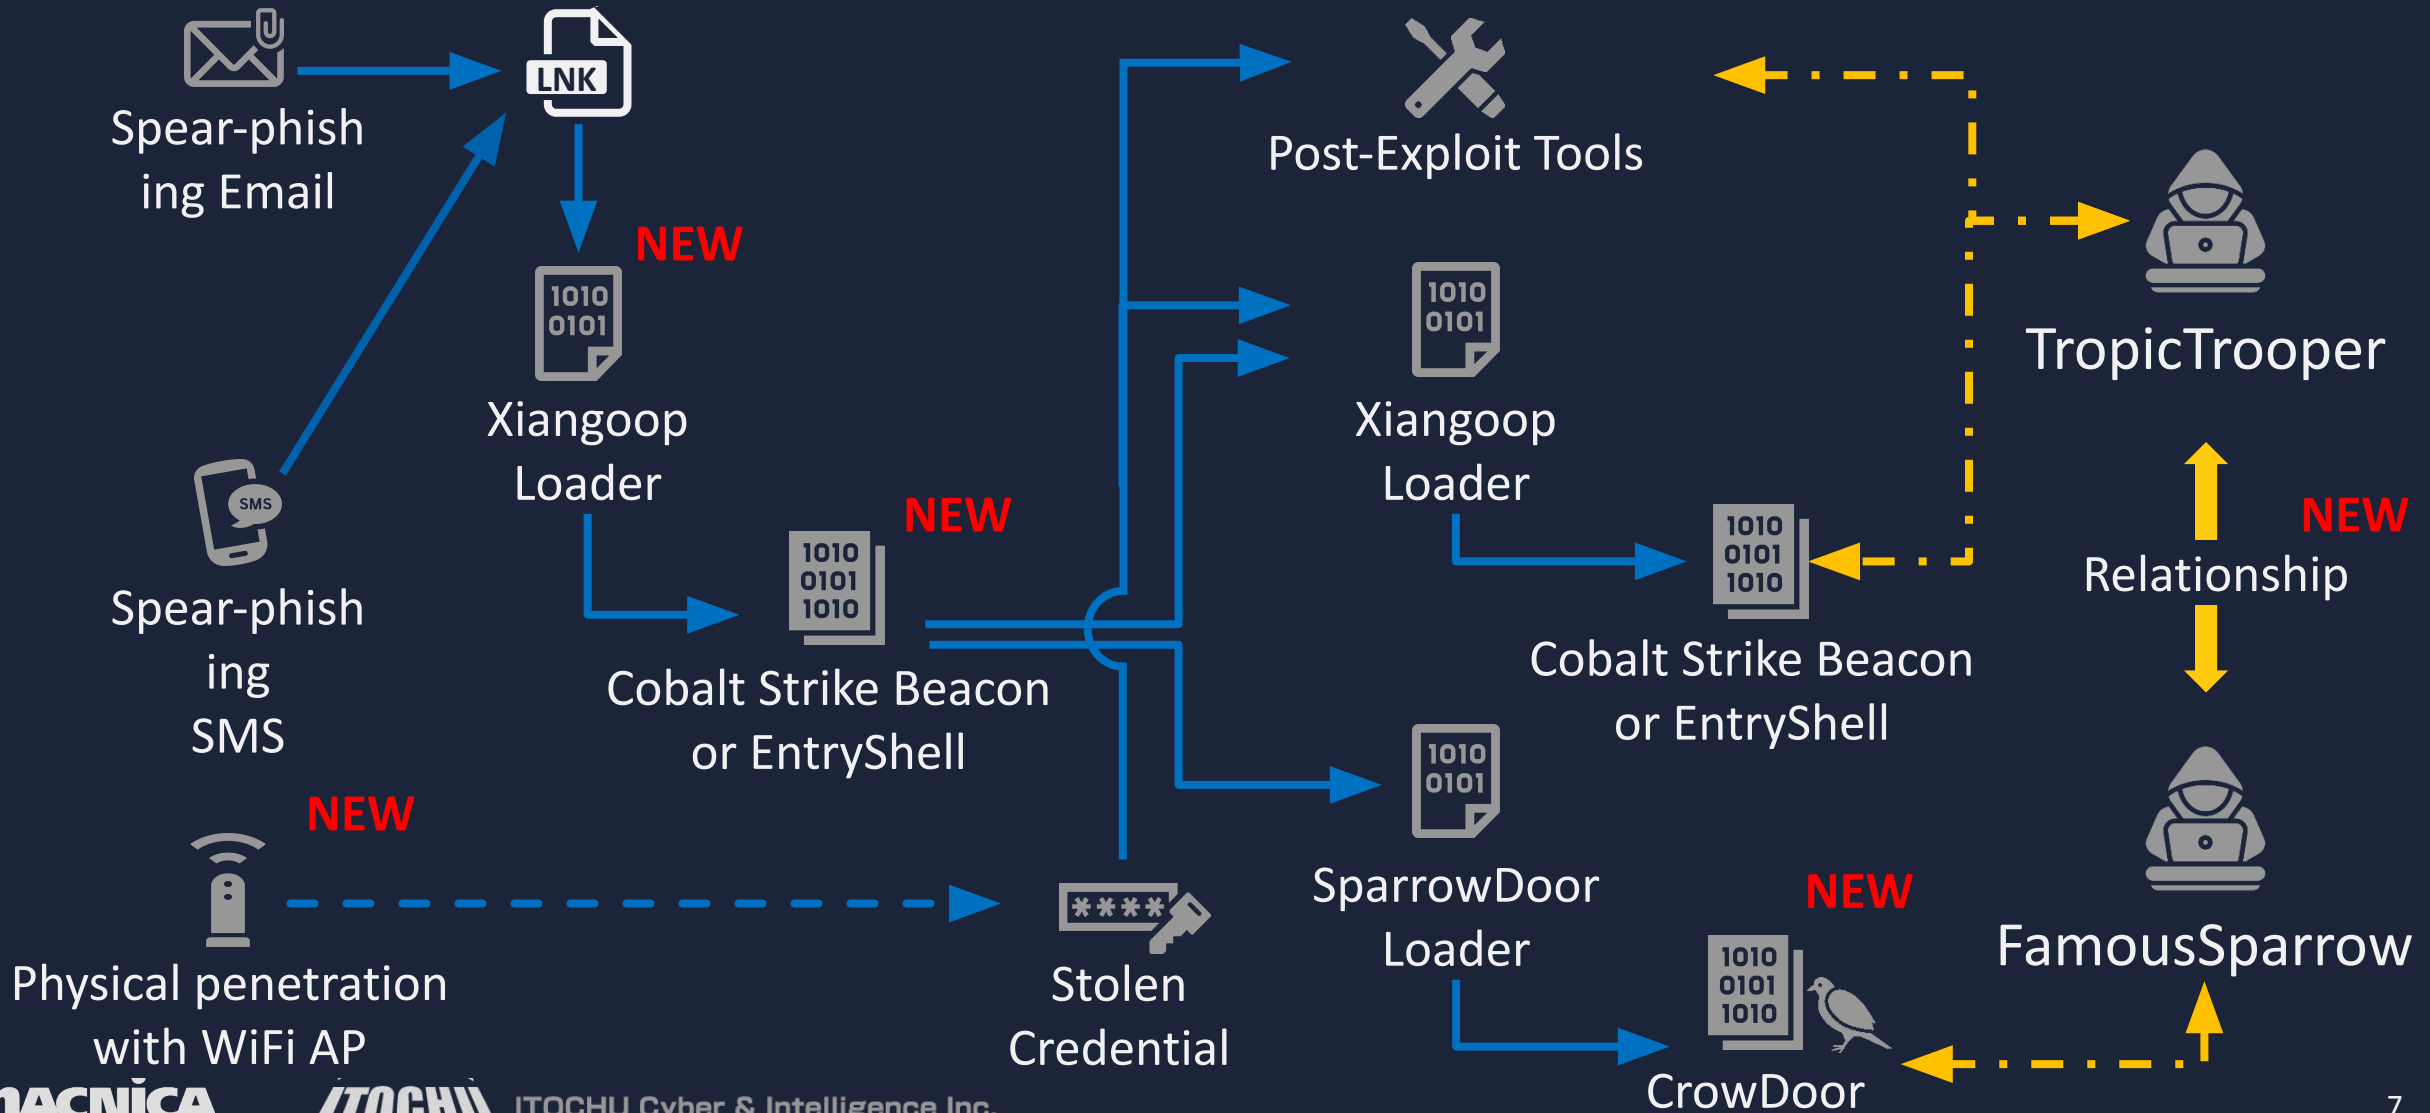 LNK
Spear-phish
ing Email
Post-Exploit Tools
NEW
1010
0101
1010
0101
TropicTrooper
Xiangoop
Loader
Xiangoop
Loader
SMS
NEW
1010
0101
1010
1010
0101
1010
NEW
Relationship
Spear-phish
ing
SMS
Cobalt Strike Beacon
or EntryShell
Cobalt Strike Beacon
or EntryShell
1010
0101
NEW
SparrowDoor
Loader
NEW
****
FamousSparrow
1010
0101
1010
Physical penetration
with WiFi AP
Stolen
Credential
CrowDoor
MACNICA
ITOCHU
ITOCHU Cyber & Intelligence Inc.
7